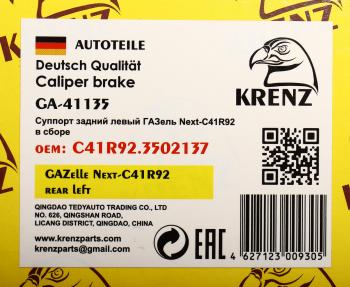 AUTOTEILE
Deutsch Qualität
Caliper brake
GA-41135
KRENZ
Суппорт задний левый ГАЗель Next-C41R92
в сборе
OEM: C41R92.3502137
GAZelle Next-C41R92
REAR LEFT
QINGDAO TEDYAUTO TRADING CO., LTD
NO. 626, QINGSHAN ROAD,
LICANG DISTRICT, QINGDAO, CHINA
www.krenzparts.com
krenzparts@gmail.com
EAC
4 627123 009305